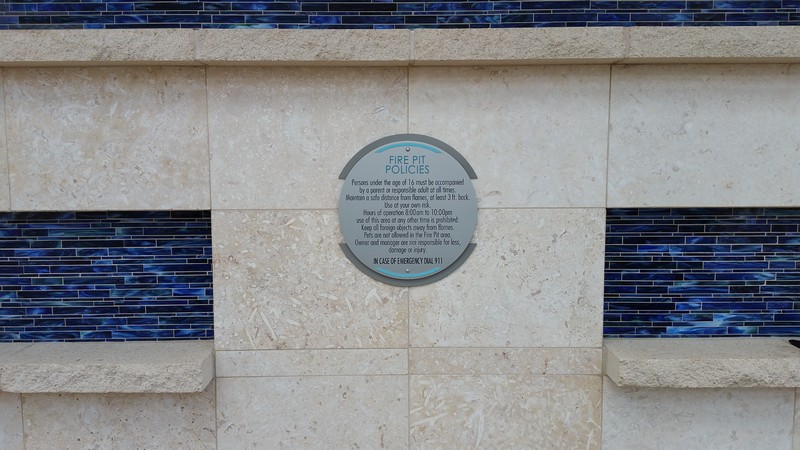 FIRE PIT
POLICIES
Persons under the age of 16 must be accompanied
by a parent or responsible adult at all times.
Maintain a safe distance from flames, at least 3 ft. back.
Use at your own risk.
Hours of operation 8:00am to 10:00pm
use of this area at any other time is prohibited.
Keep all foreign objects away from flames.
Pets are not allowed in the Fire Pit area.
Owner and manager are not responsible for loss,
damage or injury.
IN CASE OF EMERGENCY DIAL 911